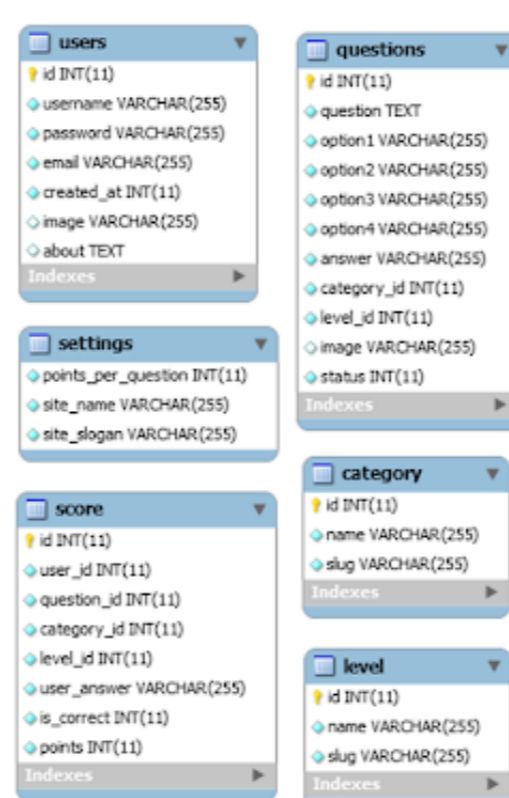 users
id INT(11)
username VARCHAR(255)
password VARCHAR(255)
email VARCHAR(255)
created_at INT(11)
image VARCHAR(255)
about TEXT
Indexes
settings
points_per_question INT(11)
site_name VARCHAR(255)
site_slogan VARCHAR(255)
score
id INT(11)
user_id INT(11)
question_id INT(11)
category_id INT(11)
level_id INT(11)
user_answer VARCHAR(255)
is_correct INT(11)
points INT(11)
Indexes
questions
id INT(11)
question TEXT
option1 VARCHAR(255)
option2 VARCHAR(255)
option3 VARCHAR(255)
option4 VARCHAR(255)
answer VARCHAR(255)
category_id INT(11)
level_id INT(11)
image VARCHAR(255)
status INT(11)
Indexes
category
id INT(11)
name VARCHAR(255)
slug VARCHAR(255)
Indexes
level
id INT(11)
name VARCHAR(255)
slug VARCHAR(255)
Indexes